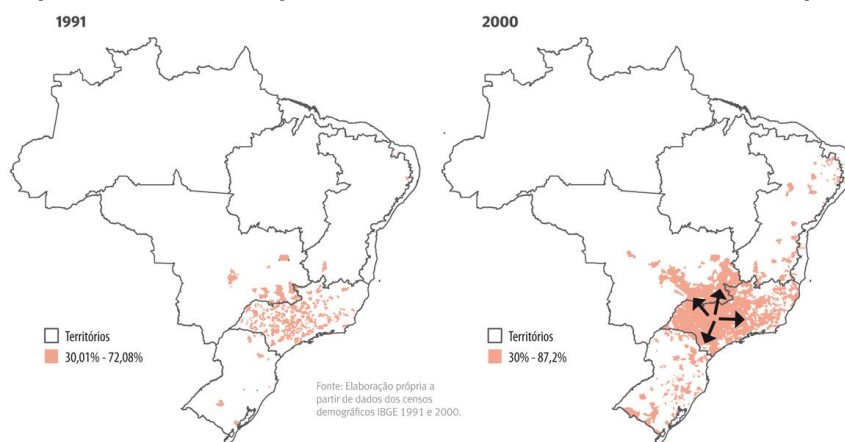 1991
2000
Territórios
30,01% - 72,08%
Fonte: Elaboração própria a
partir de dados dos censos
demográficos IBGE 1991 e 2000.
Territórios
30% - 87,2%